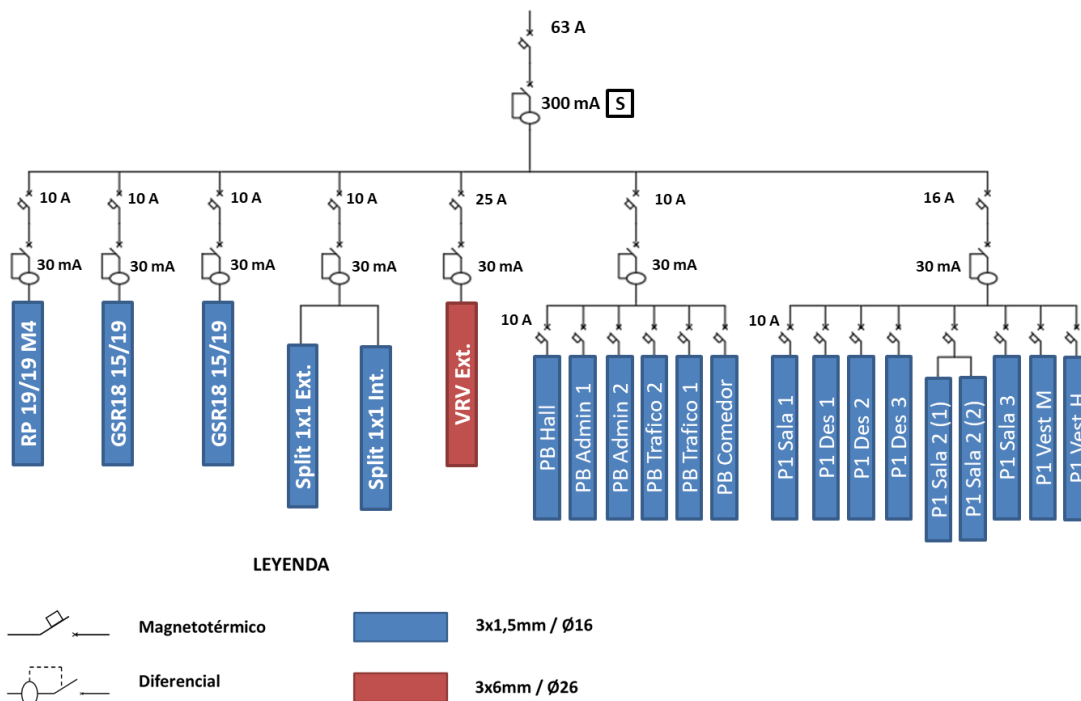 63 A
300 mA S
10 A
10 A
10 A
10 A
25 A
10 A
16 A
30 mA
30 mA
30 mA
30 mA
30 mA
30 mA
30 mA
10 A
10 A
RP 19/19 M4
GSR18 15/19
GSR18 15/19
Split 1x1 Ext.
Split 1x1 Int.
VRV Ext.
PB Hall
PB Admin 1
PB Admin 2
PB Trafico 2
PB Trafico 1
PB Comedor
P1 Sala 1
P1 Des 1
P1 Des 2
P1 Des 3
P1 Sala 2 (1)
P1 Sala 2 (2)
P1 Sala 3
P1 Vest M
P1 Vest H
LEYENDA
Magnetotérmico
3x1,5mm / Ø16
Diferencial
3x6mm / Ø26